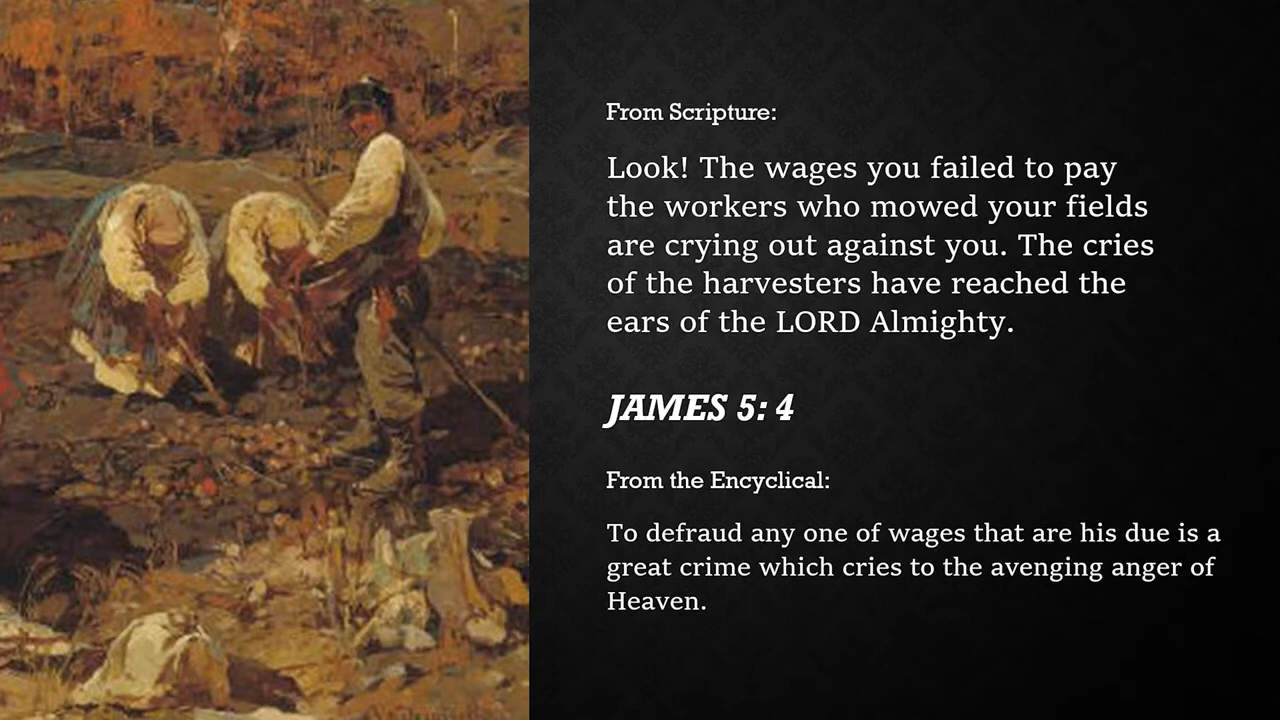 From Scripture:
Look! The wages you failed to pay
the workers who mowed your fields
are crying out against you. The cries
of the harvesters have reached the
ears of the LORD Almighty.
JAMES 5: 4
From the Encyclical:
To defraud any one of wages that are his due is a
great crime which cries to the avenging anger of
Heaven.